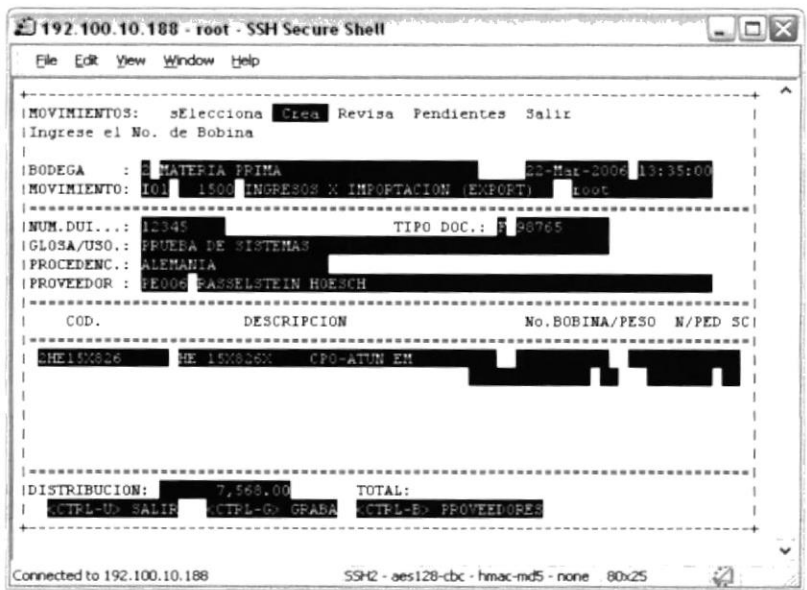 192.100.10.188 - root - SSH Secure Shell
File Edit View Window Help
MOVIMIENTOS: sElecciona Crea Revisa Pendientes Salir
Ingrese el No. de Bobina
BODEGA : 2 MATERIA PRIMA 22-Mar-2006 13:35:00
MOVIMIENTO: I01 1500 INGRESOS X IMPORTACION (EXPORT) root
NUM.DUI...: 12345 TIPO DOC.: F 98765
GLOSA/USO.: PRUEBA DE SISTEMAS
PROCEDENC.: ALEMANIA
PROVEEDOR : PE006 RASSELSTEIN HOESCH
COD. DESCRIPCION No.BOBINA/PESO N/PED SC
2HE15X826 HE 15X826X CPO-ATUN EM
DISTRIBUCION: 7,568.00 TOTAL:
<CTRL-U> SALIR <CTRL-G> GRABA <CTRL-B> PROVEEDORES
Connected to 192.100.10.188 SSH2 - aes128-cbc - hmac-md5 - none 80x25